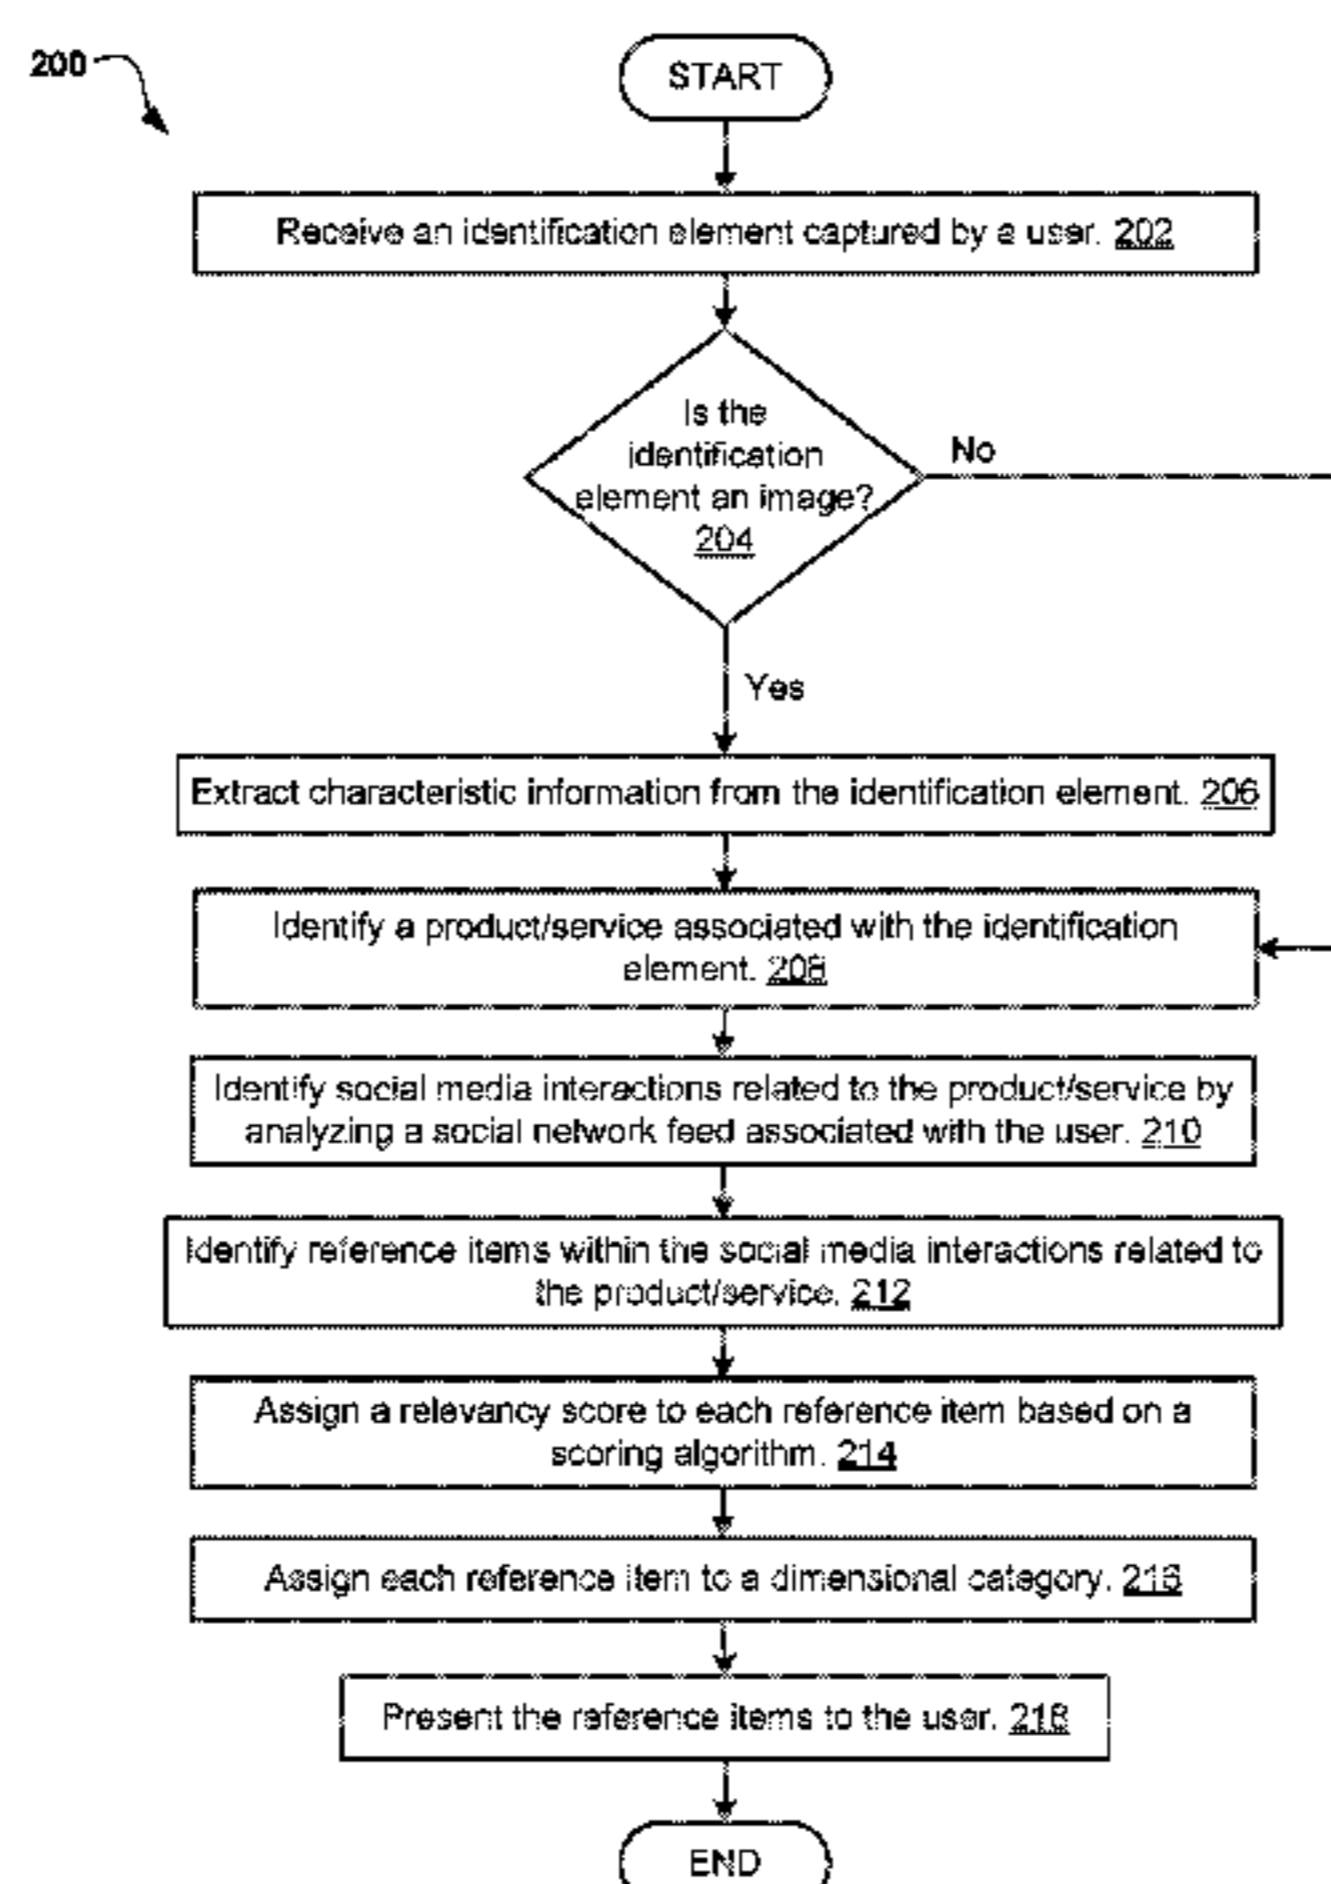 200
START
Receive an identification element captured by a user. 202
Is the
identification
element an image?
204
No
Yes
Extract characteristic information from the identification element. 206
Identify a product/service associated with the identification
element. 208
Identify social media interactions related to the product/service by
analyzing a social network feed associated with the user. 210
Identify reference items within the social media interactions related to
the product/service. 212
Assign a relevancy score to each reference item based on a
scoring algorithm. 214
Assign each reference item to a dimensional category. 216
Present the reference items to the user. 218
END